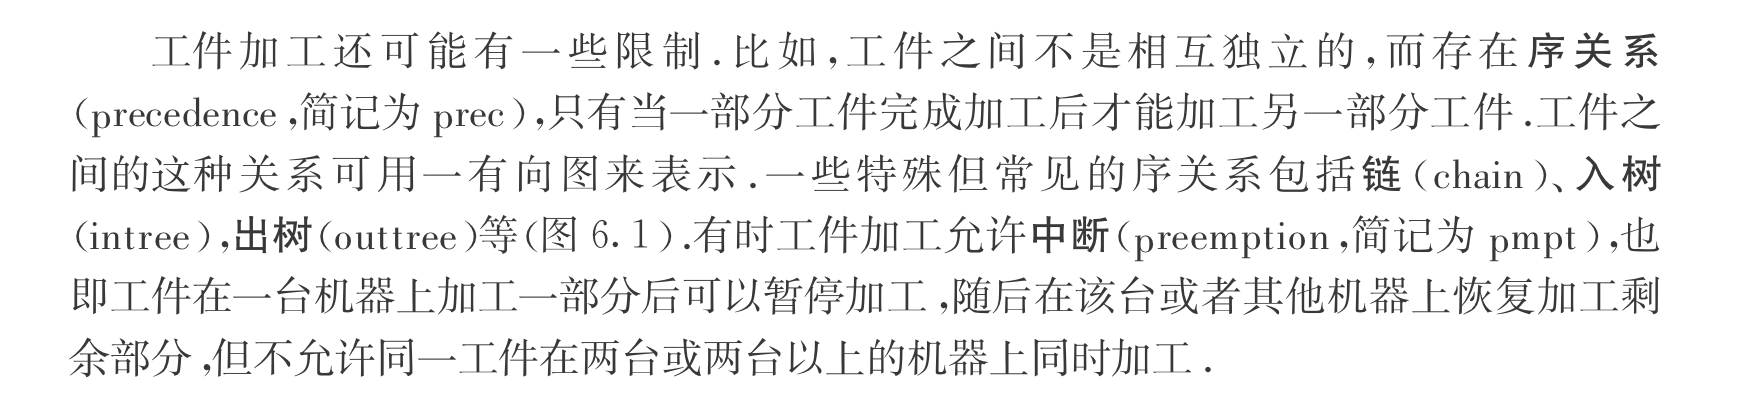 工件加工还可能有一些限制.比如,工件之间不是相互独立的,而存在序关系
(precedence,简记为 prec),只有当一部分工件完成加工后才能加工另一部分工件.工件之
间的这种关系可用一有向图来表示.一些特殊但常见的序关系包括链(chain)、入树
(intree),出树(outtree)等(图 6.1).有时工件加工允许中断(preemption,简记为 pmpt),也
即工件在一台机器上加工一部分后可以暂停加工,随后在该台或者其他机器上恢复加工剩
余部分,但不允许同一工件在两台或两台以上的机器上同时加工.